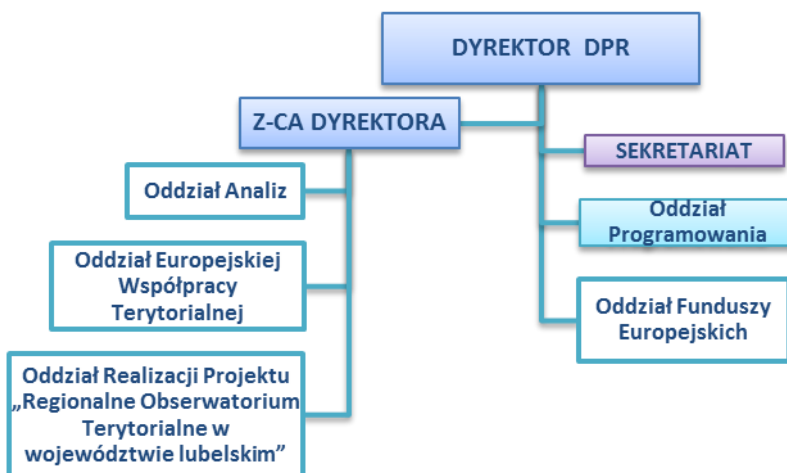 DYREKTOR DPR
Z-CA DYREKTORA
SEKRETARIAT
Oddział Analiz
Oddział
Programowania
Oddział Europejskiej
Współpracy
Terytorialnej
Oddział Funduszy
Europejskich
Oddział Realizacji Projektu
„Regionalne Obserwatorium
Terytorialne w
województwie lubelskim”